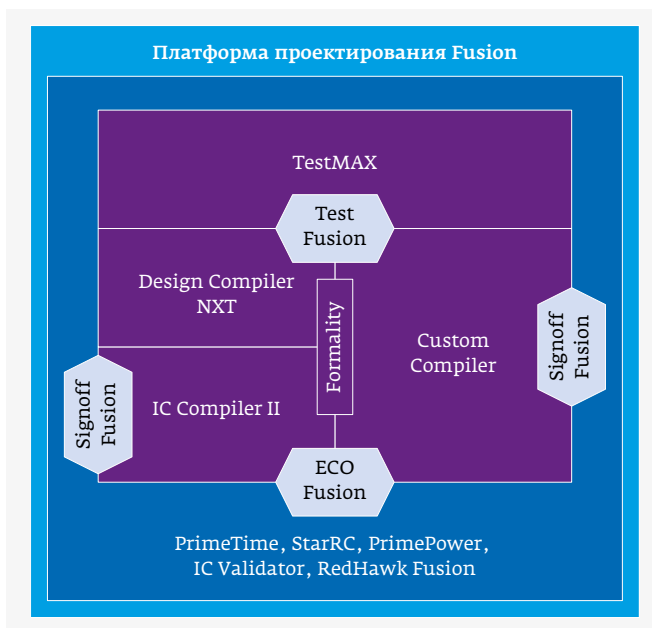 Платформа проектирования Fusion
TestMAX
Test
Fusion
Design Compiler
NXT
Formality
Custom
Compiler
Signoff
Fusion
Signoff
Fusion
IC Compiler II
ECO
Fusion
PrimeTime, StarRC, PrimePower,
IC Validator, RedHawk Fusion